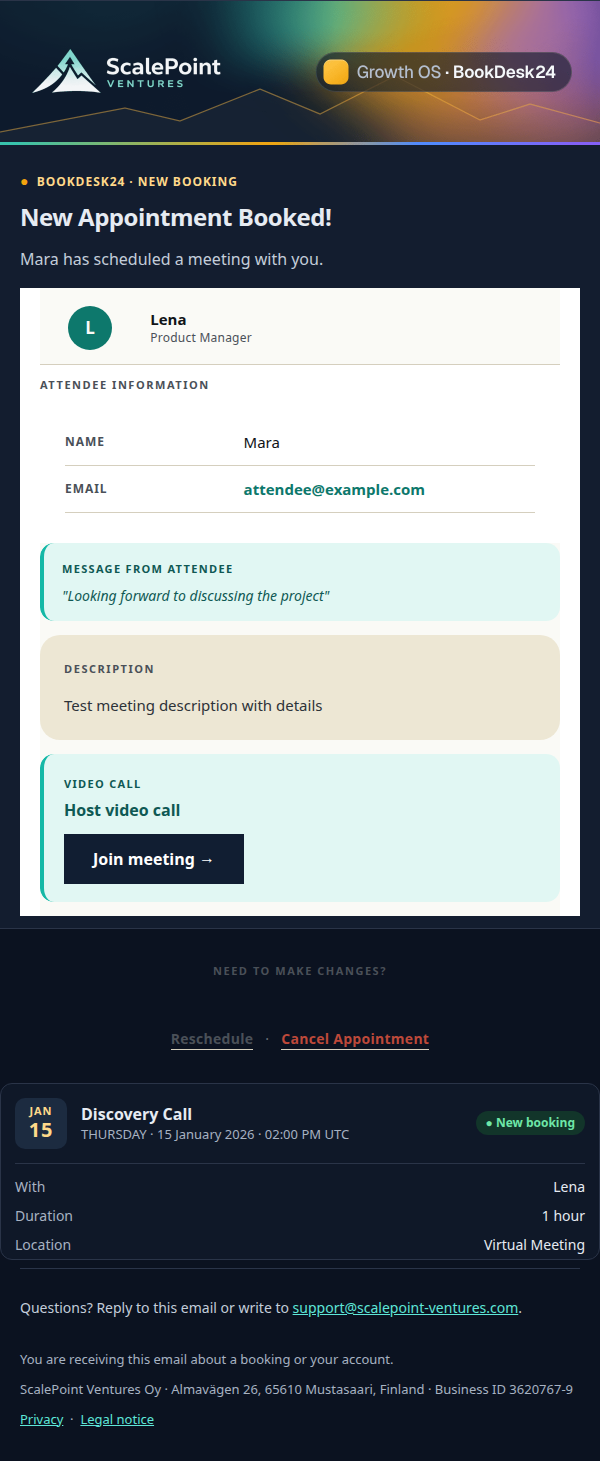 ScalePoint
VENTURES
Growth OS · BookDesk24
● BOOKDESK24 · NEW BOOKING
New Appointment Booked!
Mara has scheduled a meeting with you.
L
Lena
Product Manager
ATTENDEE INFORMATION
NAME Mara
EMAIL attendee@example.com
MESSAGE FROM ATTENDEE
"Looking forward to discussing the project"
DESCRIPTION
Test meeting description with details
VIDEO CALL
Host video call
Join meeting →
NEED TO MAKE CHANGES?
Reschedule · Cancel Appointment
JAN
15
Discovery Call
THURSDAY · 15 January 2026 · 02:00 PM UTC
● New booking
With Lena
Duration 1 hour
Location Virtual Meeting
Questions? Reply to this email or write to support@scalepoint-ventures.com.
You are receiving this email about a booking or your account.
ScalePoint Ventures Oy · Almavägen 26, 65610 Mustasaari, Finland · Business ID 3620767-9
Privacy · Legal notice